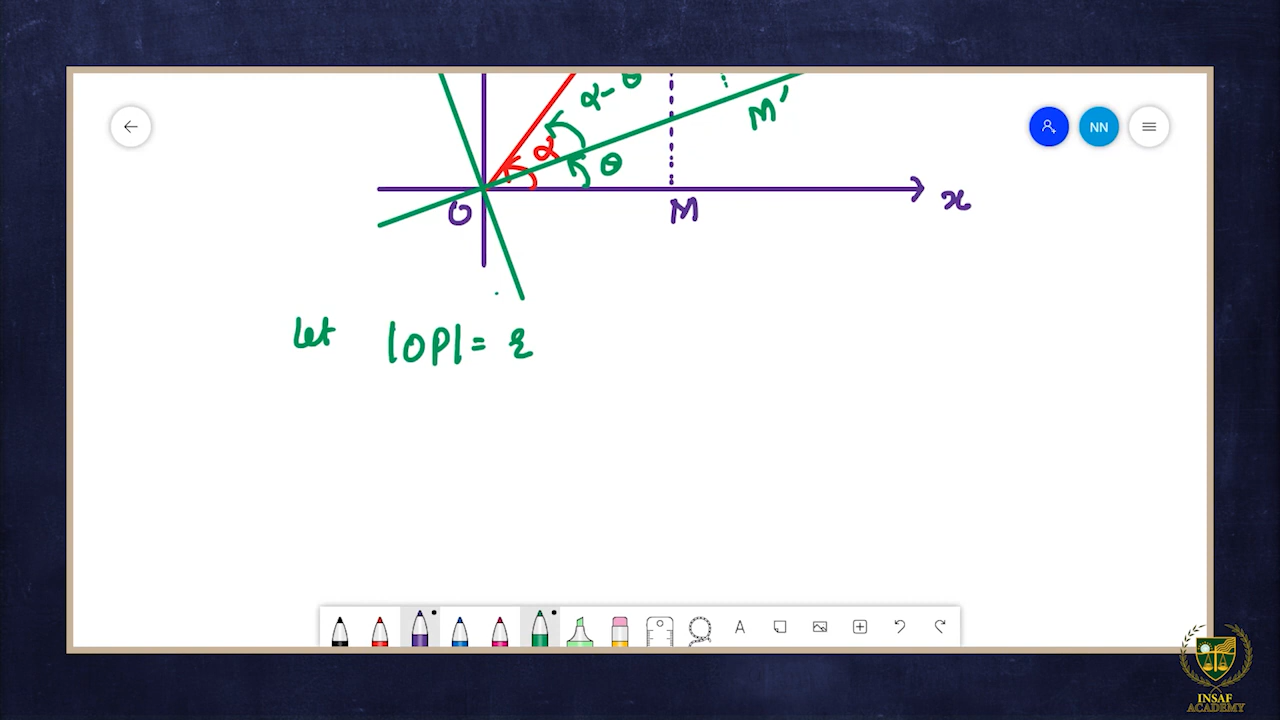 α-θ
M'
α
θ
NN
x
O
M
let |OP| = r
A
INSAF
ACADEMY